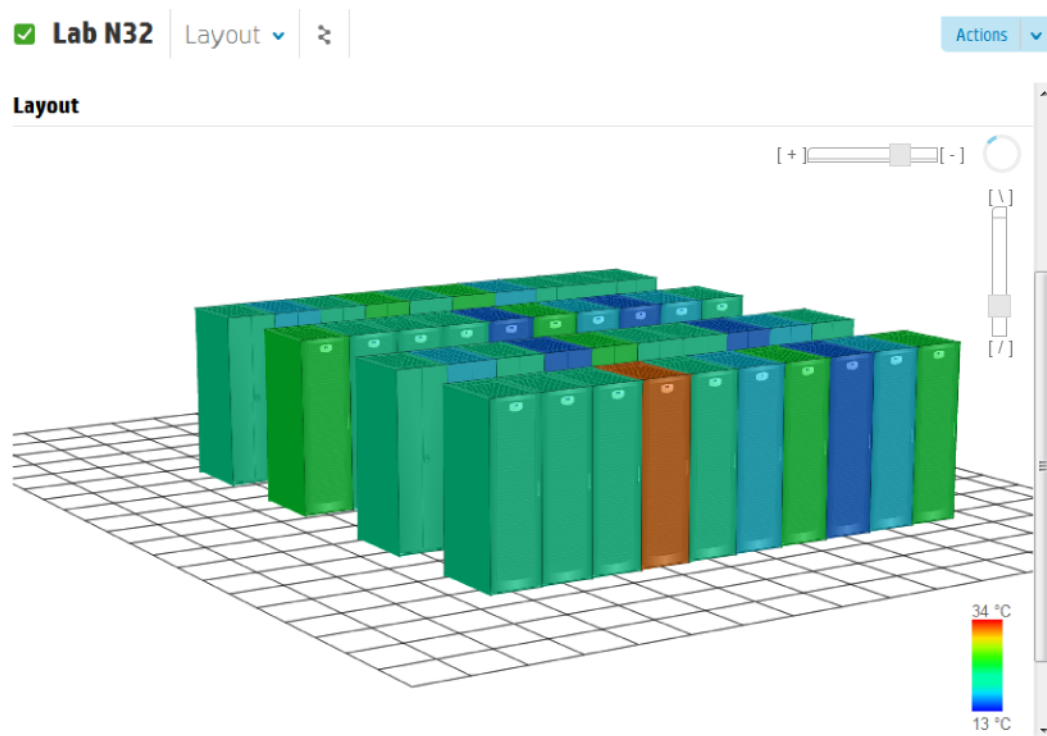 Lab N32 Layout
Actions
Layout
[ + ] [ - ]
[ \ ]
[ / ]
34 °C
13 °C